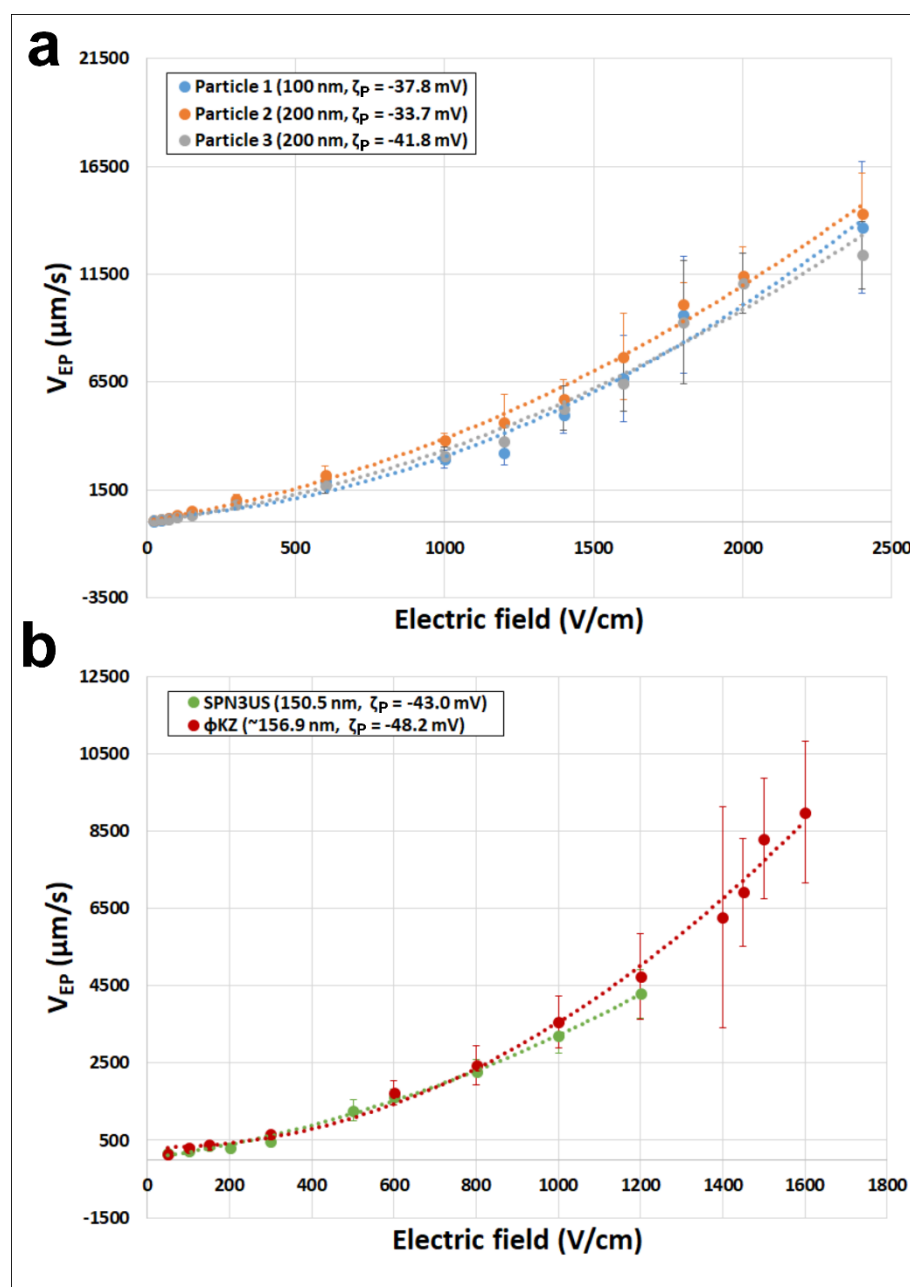 a
21500
Particle 1 (100 nm, ζP = -37.8 mV)
Particle 2 (200 nm, ζP = -33.7 mV)
Particle 3 (200 nm, ζP = -41.8 mV)
16500
11500
6500
1500
-3500
VEP (µm/s)
0 500 1000 1500 2000 2500
Electric field (V/cm)
b
12500
SPN3US (150.5 nm, ζP = -43.0 mV)
ϕKZ (~156.9 nm, ζP = -48.2 mV)
10500
8500
6500
4500
2500
500
-1500
VEP (µm/s)
0 200 400 600 800 1000 1200 1400 1600 1800
Electric field (V/cm)